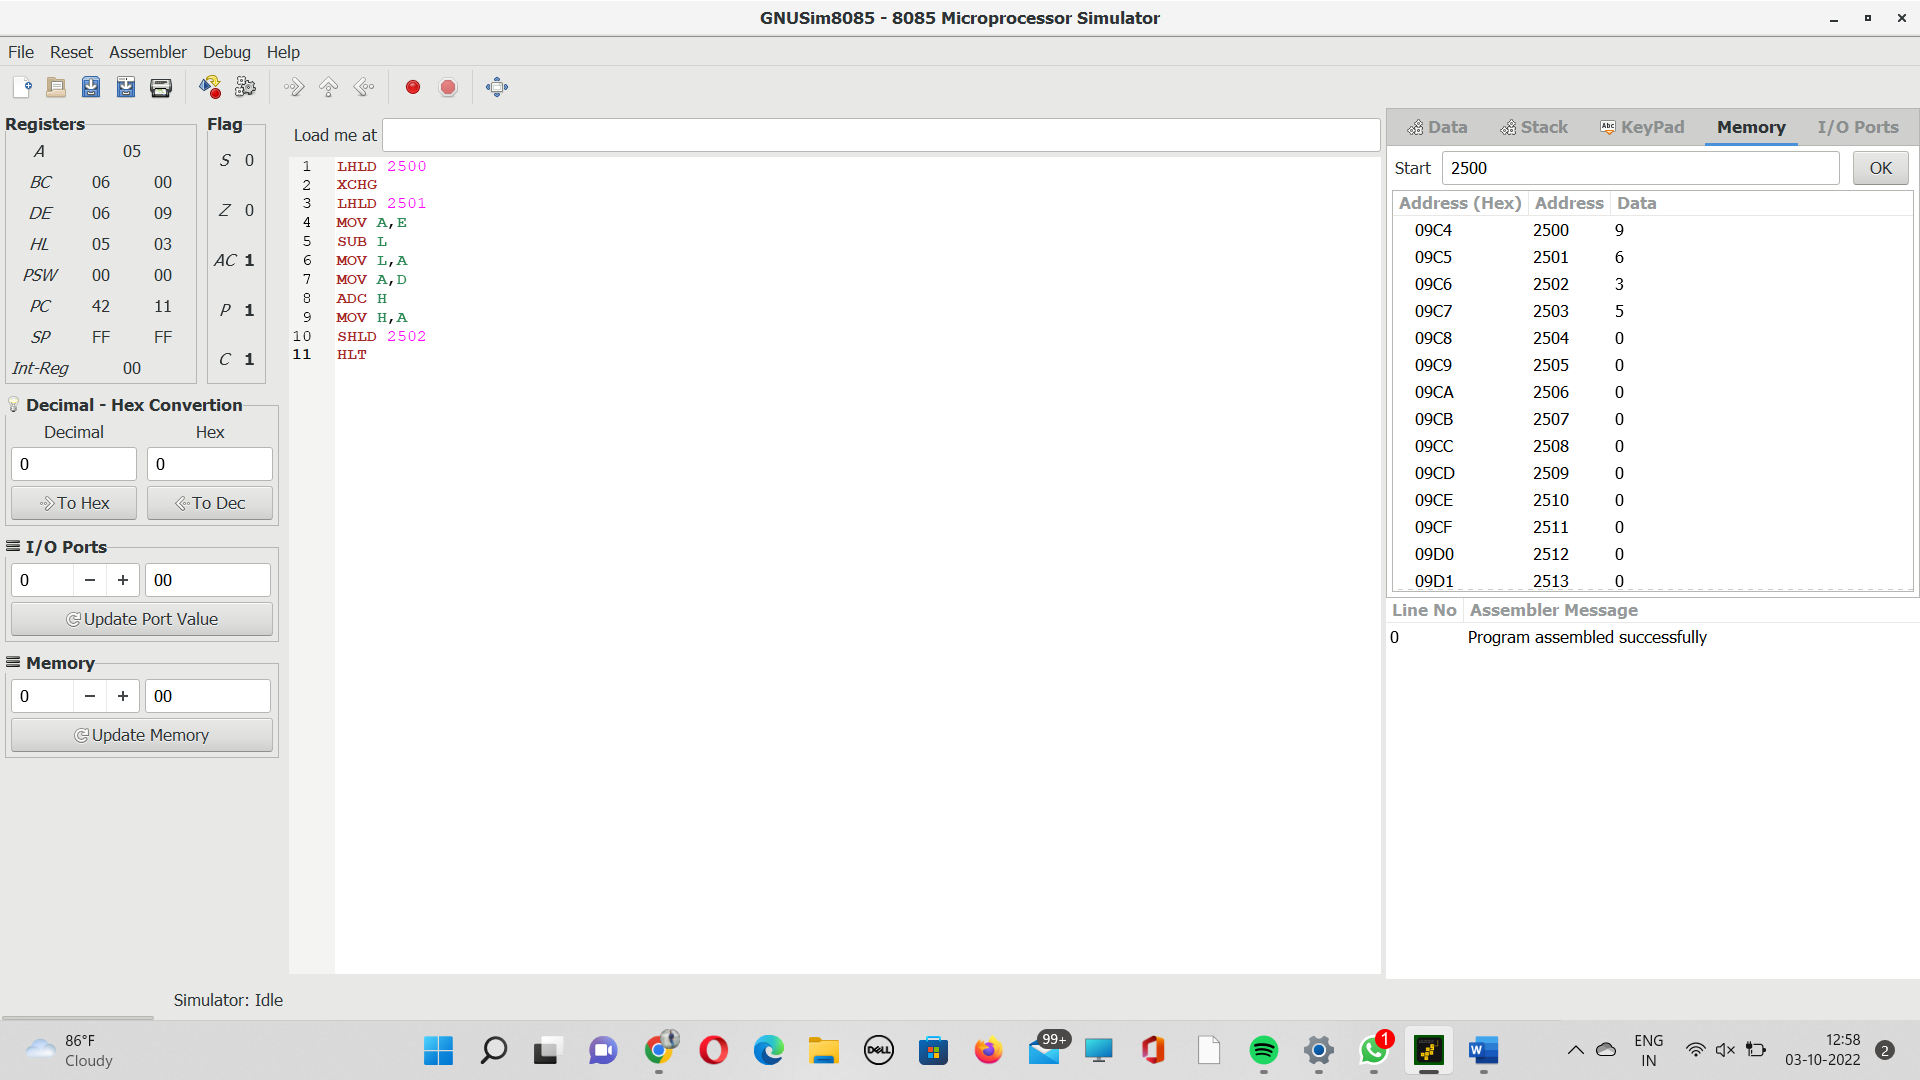 GNUSim8085 - 8085 Microprocessor Simulator
File Reset Assembler Debug Help
Registers
A 05
BC 06 00
DE 06 09
HL 05 03
PSW 00 00
PC 42 11
SP FF FF
Int-Reg 00
Flag
S 0
Z 0
AC 1
P 1
C 1
Decimal - Hex Convertion
Decimal Hex
0 0
To Hex To Dec
I/O Ports
0 − + 00
Update Port Value
Memory
0 − + 00
Update Memory
Load me at
1 LHLD 2500
2 XCHG
3 LHLD 2501
4 MOV A,E
5 SUB L
6 MOV L,A
7 MOV A,D
8 ADC H
9 MOV H,A
10 SHLD 2502
11 HLT
Data Stack Abc KeyPad Memory I/O Ports
Start 2500 OK
Address (Hex) Address Data
09C4 2500 9
09C5 2501 6
09C6 2502 3
09C7 2503 5
09C8 2504 0
09C9 2505 0
09CA 2506 0
09CB 2507 0
09CC 2508 0
09CD 2509 0
09CE 2510 0
09CF 2511 0
09D0 2512 0
09D1 2513 0
Line No Assembler Message
0 Program assembled successfully
Simulator: Idle
86°F
Cloudy
DELL
99+
1
W
ENG
IN
12:58
03-10-2022
2